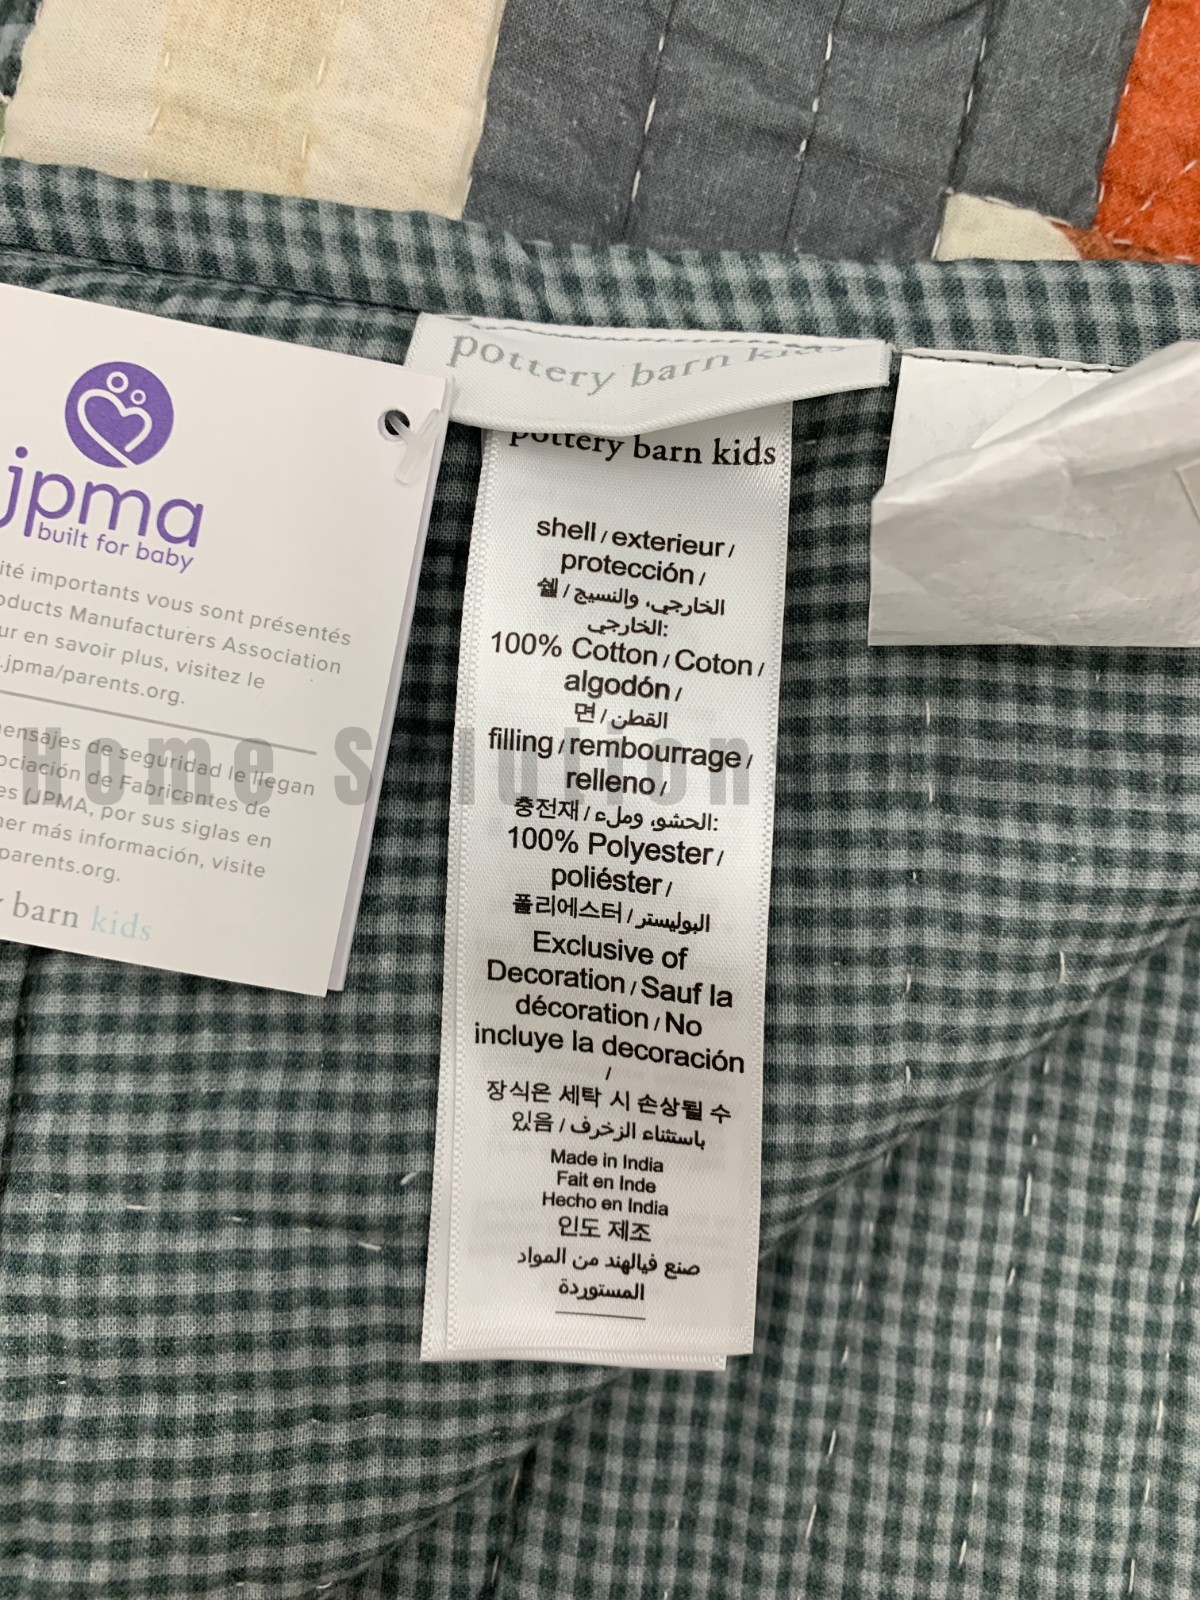 jpma
built for baby
ité importants vous sont présentés
oducts Manufacturers Association
ur en savoir plus, visitez le
.jpma/parents.org.
ensajes de seguridad le llegan
ociación de Fabricantes de
es (JPMA, por sus siglas en
ner más información, visite
parents.org.
barn kids
pottery barn kids
pottery barn kids
shell / exterieur /
protección /
쉘 / الخارجي، والنسيج
الخارجي:
100% Cotton / Coton /
algodón /
면 / القطن
filling / rembourrage /
relleno /
충전재 / الحشو، وملء:
100% Polyester /
poliéster /
폴리에스터 / البوليستر
Exclusive of
Decoration / Sauf la
décoration / No
incluye la decoración
/
장식은 세탁 시 손상될 수
있음 / باستثناء الزخرف
Made in India
Fait en Inde
Hecho en India
인도 제조
صنع فيالهند من المواد
المستوردة
Home Solution